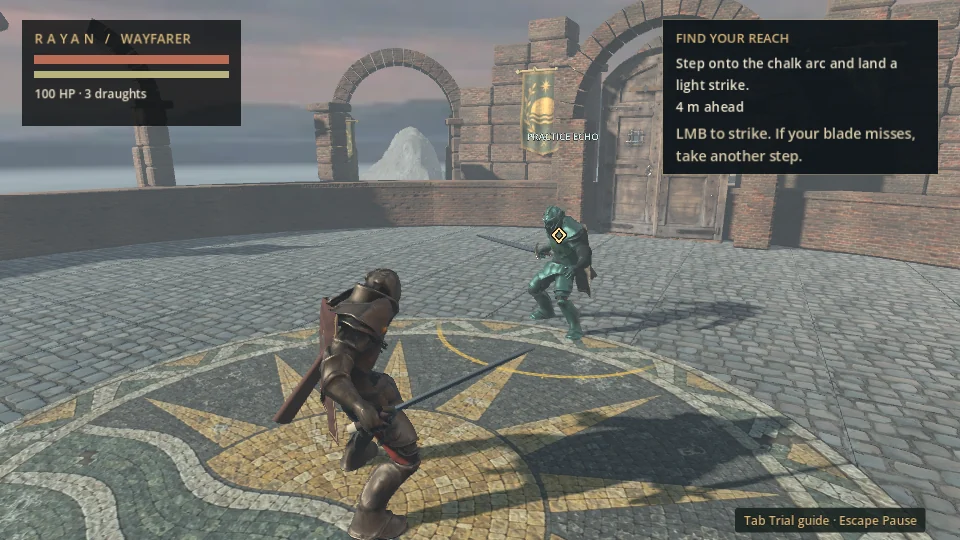 RAYAN / WAYFARER
100 HP · 3 draughts
FIND YOUR REACH
Step onto the chalk arc and land a
light strike.
4 m ahead
LMB to strike. If your blade misses,
take another step.
PRACTICE ECHO
Tab Trial guide · Escape Pause